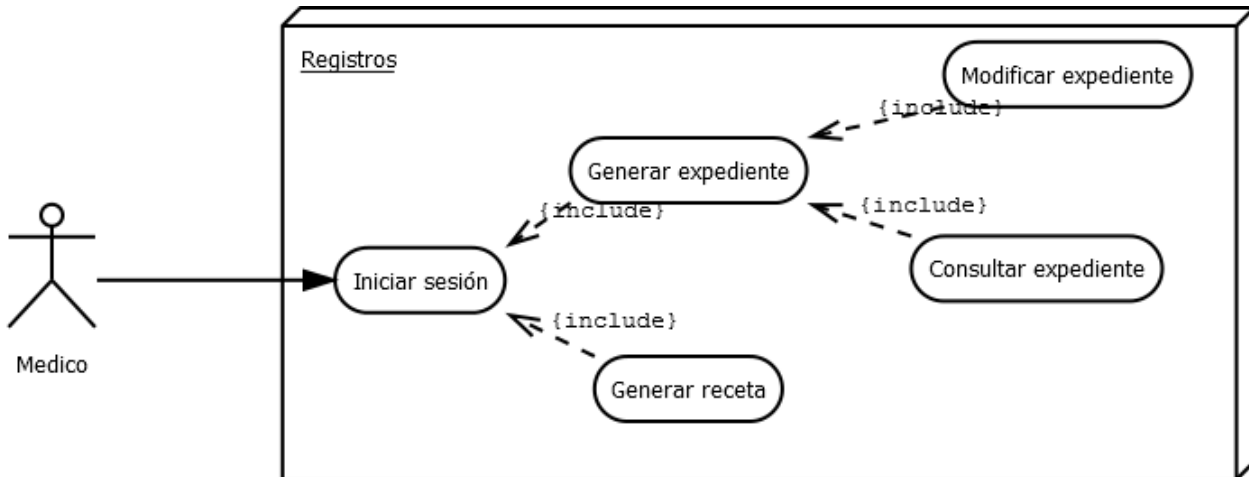 Registros
Modificar expediente
{include}
Generar expediente
{include}
{include}
Consultar expediente
Iniciar sesión
{include}
Medico
Generar receta